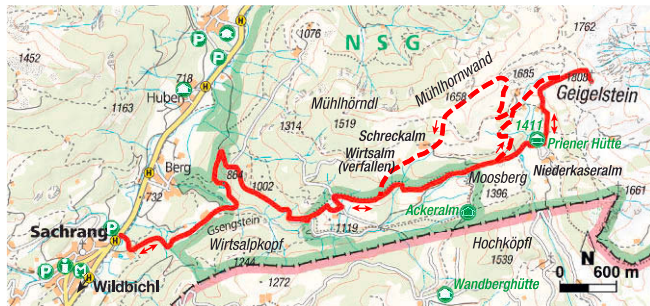 1762
1452
P
H
1076
N S G
P
1685
1808
Mühlhornwand
Geigelstein
718
1658
Huben
H
Mühlhörndl
1163
1519
1411
Schreckalm
1314
Priener Hütte
Wirtsalm
(verfallen)
Berg
864
1002
Moosberg
Niederkaseralm
1396
1661
732
H
Gsengstein
Ackeralm
Sachrang
P
H
1119
Wirtsalpkopf
Hochköpfl
N
1244
1539
P
i
M
H
Wildbichl
1272
Wandberghütte
0 600 m